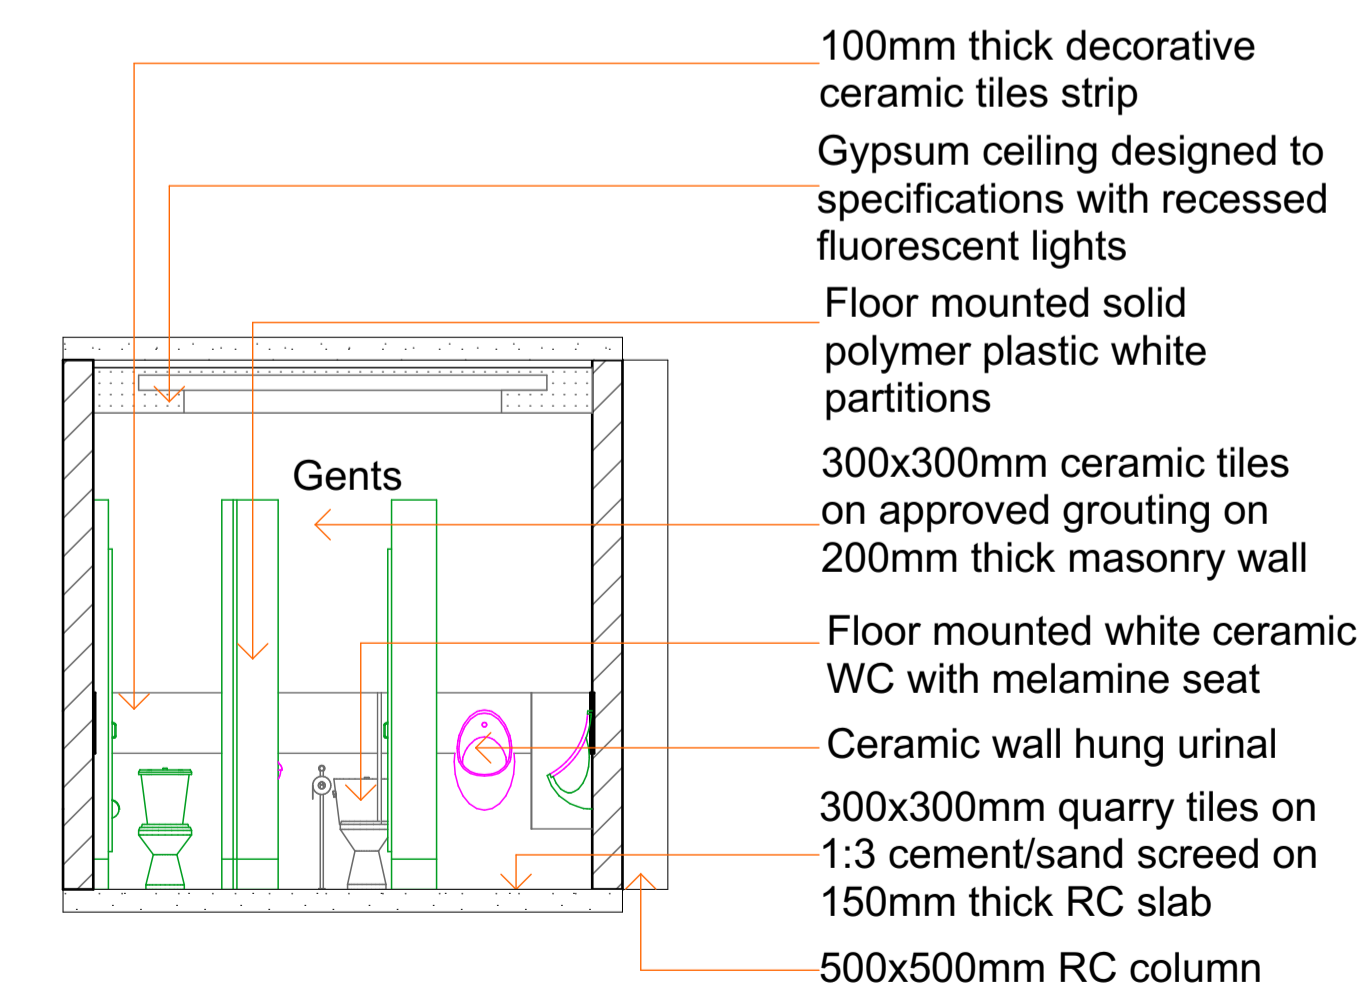 100mm thick decorative
ceramic tiles strip
Gypsum ceiling designed to
specifications with recessed
fluorescent lights
Floor mounted solid
polymer plastic white
partitions
Gents
300x300mm ceramic tiles
on approved grouting on
200mm thick masonry wall
Floor mounted white ceramic
WC with melamine seat
Ceramic wall hung urinal
300x300mm quarry tiles on
1:3 cement/sand screed on
150mm thick RC slab
500x500mm RC column